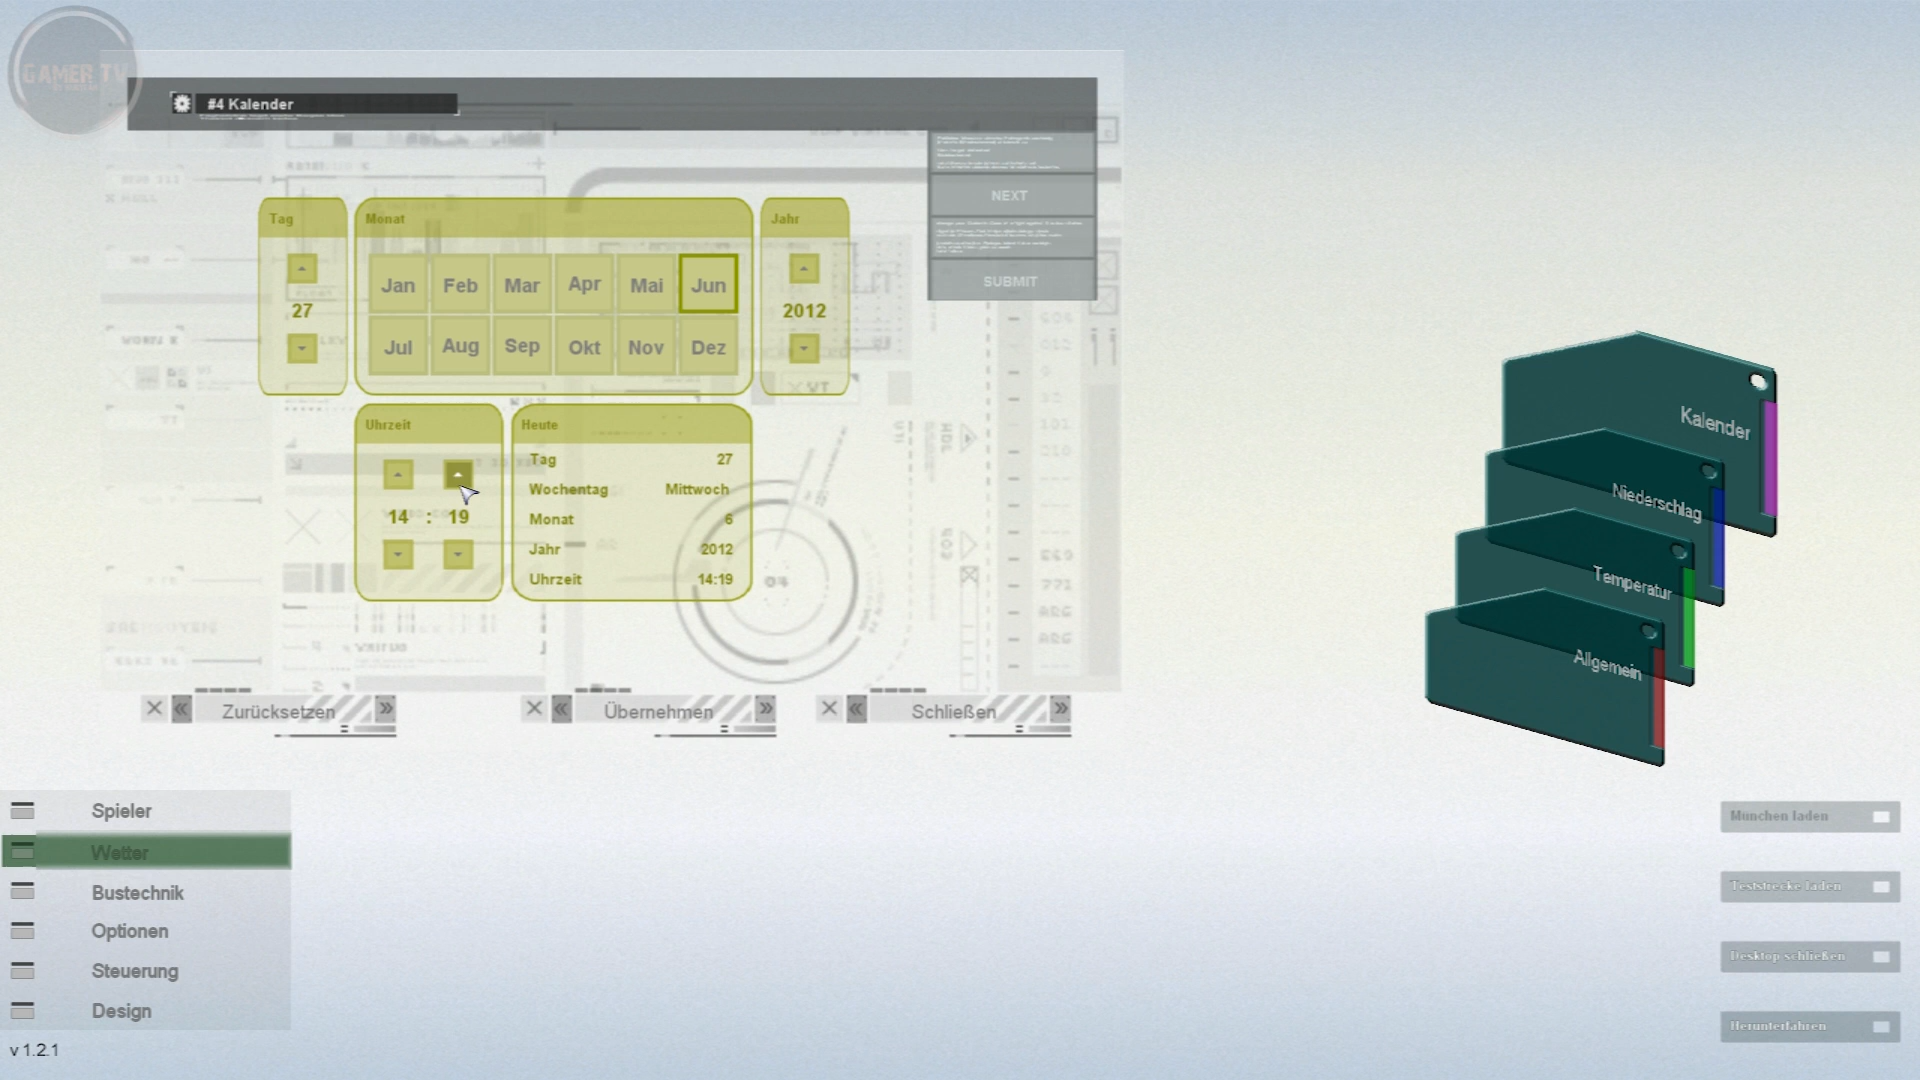 GAMER TV
#4 Kalender
NEXT
SUBMIT
Tag
27
Monat
Jan Feb Mar Apr Mai Jun
Jul Aug Sep Okt Nov Dez
Jahr
2012
Uhrzeit
14 : 19
Heute
Tag 27
Wochentag Mittwoch
Monat 6
Jahr 2012
Uhrzeit 14:19
Zurücksetzen
Übernehmen
Schließen
Kalender
Niederschlag
Temperatur
Allgemein
Spieler
Wetter
Bustechnik
Optionen
Steuerung
Design
v 1.2.1
München laden
Teststrecke laden
Desktop schließen
Herunterfahren